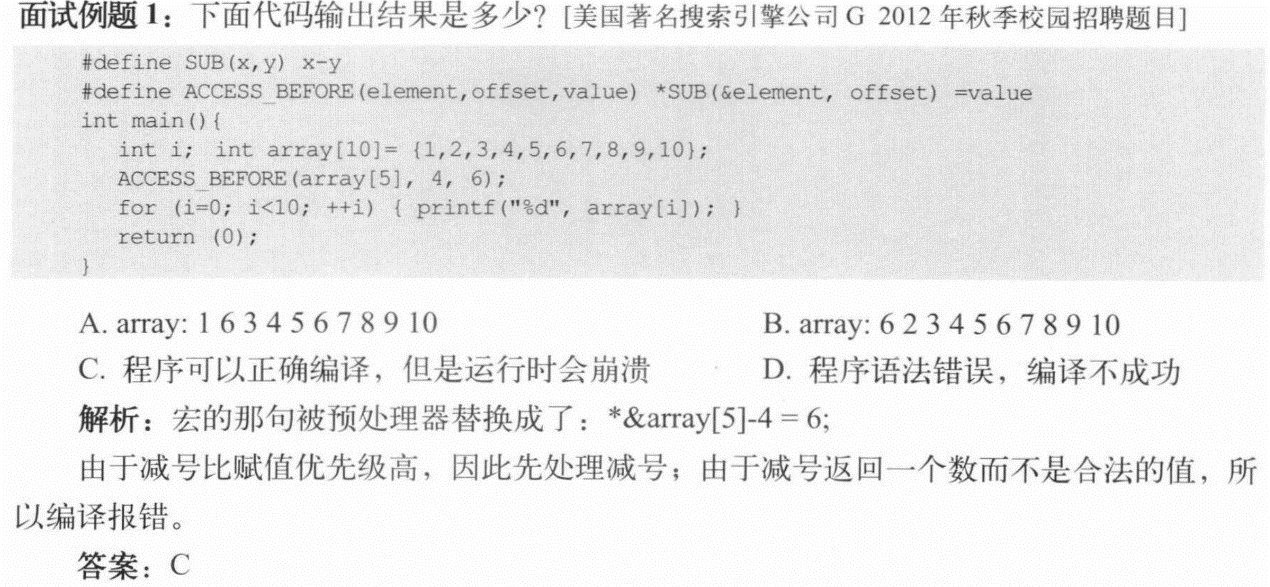 面试例题 1：下面代码输出结果是多少？[美国著名搜索引擎公司 G 2012 年秋季校园招聘题目]
#define SUB(x,y) x-y
#define ACCESS_BEFORE(element,offset,value) *SUB(&element, offset) =value
int main(){
int i; int array[10]= {1,2,3,4,5,6,7,8,9,10};
ACCESS_BEFORE(array[5], 4, 6);
for (i=0; i<10; ++i) { printf("%d", array[i]); }
return (0);
}
A. array: 1 6 3 4 5 6 7 8 9 10 B. array: 6 2 3 4 5 6 7 8 9 10
C. 程序可以正确编译，但是运行时会崩溃 D. 程序语法错误，编译不成功
解析：宏的那句被预处理器替换成了：*&array[5]-4 = 6;
由于减号比赋值优先级高，因此先处理减号；由于减号返回一个数而不是合法的值，所
以编译报错。
答案：C